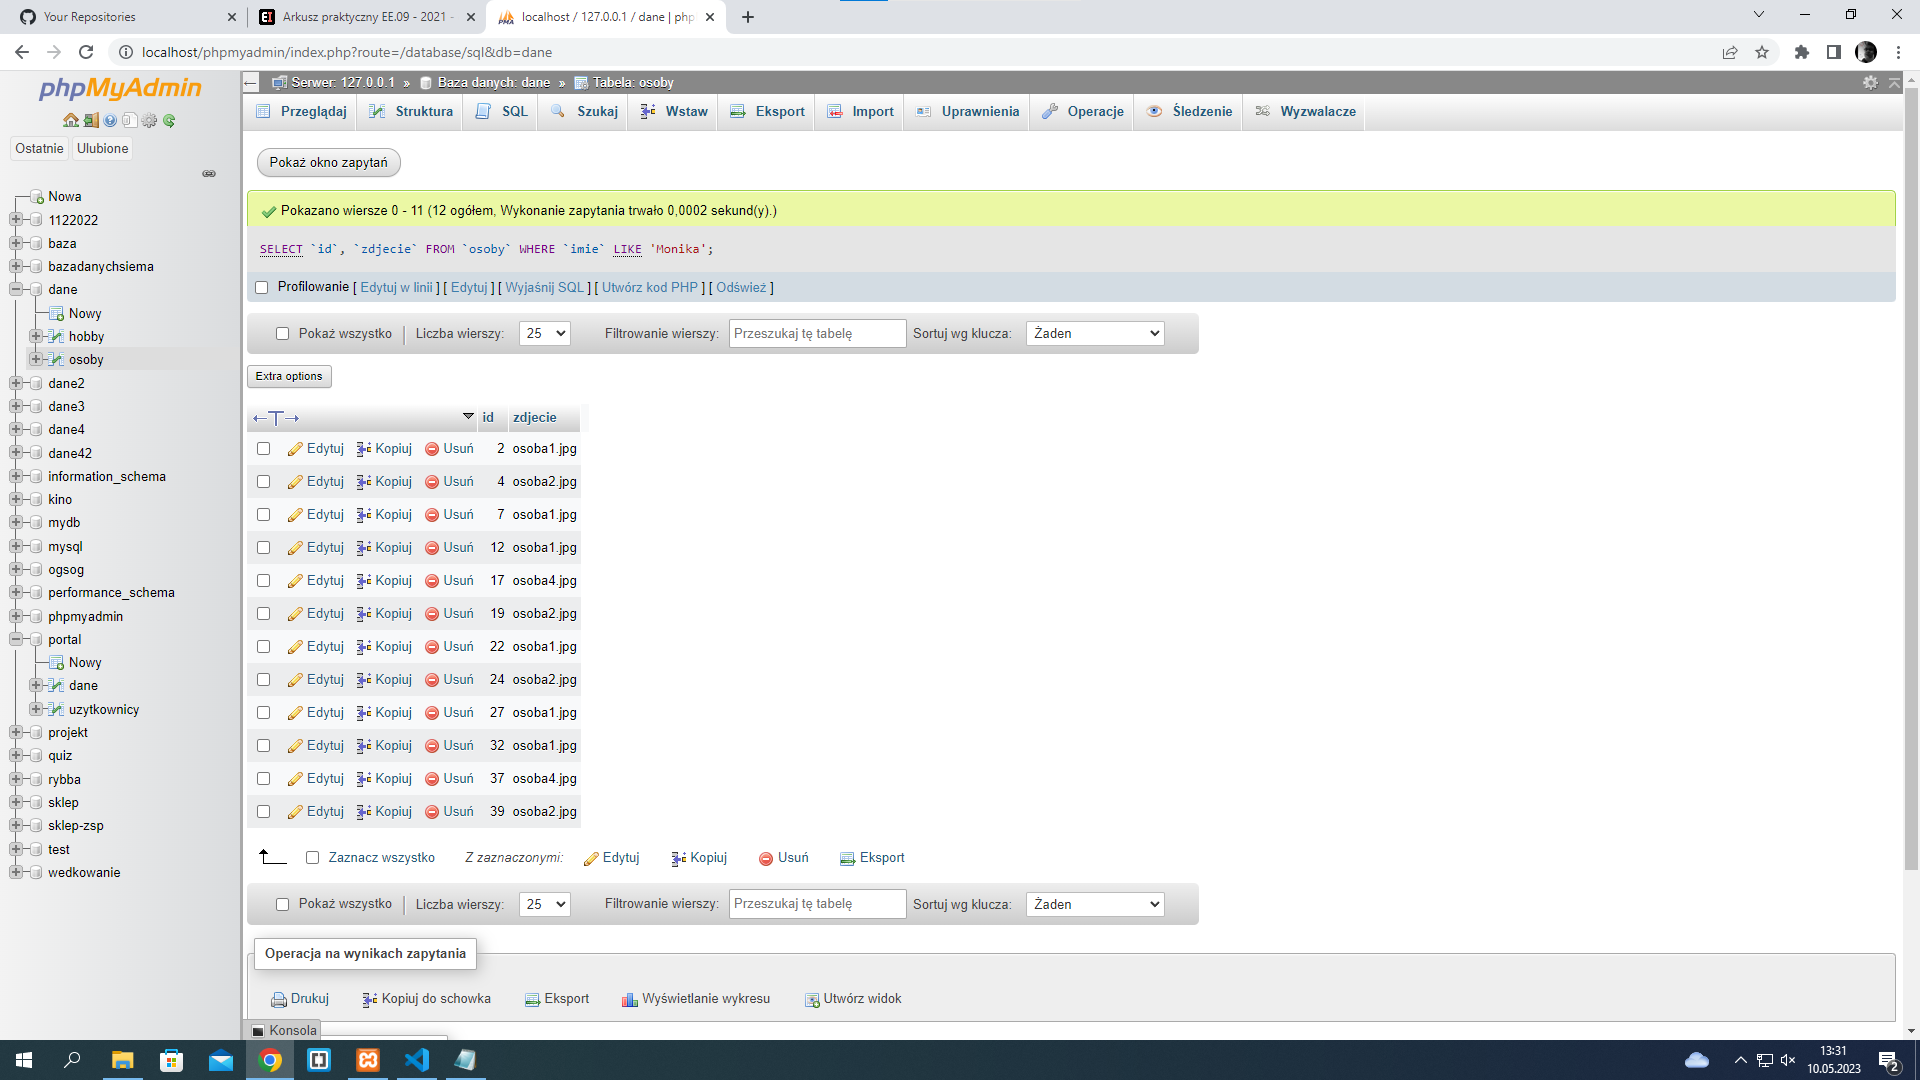 Your Repositories
Arkusz praktyczny EE.09 - 2021 -
localhost / 127.0.0.1 / dane | php
localhost/phpmyadmin/index.php?route=/database/sql&db=dane
phpMyAdmin
Ostatnie Ulubione
Nowa
1122022
baza
bazadanychsiema
dane
Nowy
hobby
osoby
dane2
dane3
dane4
dane42
information_schema
kino
mydb
mysql
ogsog
performance_schema
phpmyadmin
portal
Nowy
dane
uzytkownicy
projekt
quiz
rybba
sklep
sklep-zsp
test
wedkowanie
Serwer: 127.0.0.1 » Baza danych: dane » Tabela: osoby
Przeglądaj Struktura SQL Szukaj Wstaw Eksport Import Uprawnienia Operacje Śledzenie Wyzwalacze
Pokaż okno zapytań
Pokazano wiersze 0 - 11 (12 ogółem, Wykonanie zapytania trwało 0,0002 sekund(y).)
SELECT `id`, `zdjecie` FROM `osoby` WHERE `imie` LIKE 'Monika';
Profilowanie [ Edytuj w linii ] [ Edytuj ] [ Wyjaśnij SQL ] [ Utwórz kod PHP ] [ Odśwież ]
Pokaż wszystko Liczba wierszy: 25 Filtrowanie wierszy: Przeszukaj tę tabelę Sortuj wg klucza: Żaden
Extra options
←T→ id zdjecie
Edytuj Kopiuj Usuń 2 osoba1.jpg
Edytuj Kopiuj Usuń 4 osoba2.jpg
Edytuj Kopiuj Usuń 7 osoba1.jpg
Edytuj Kopiuj Usuń 12 osoba1.jpg
Edytuj Kopiuj Usuń 17 osoba4.jpg
Edytuj Kopiuj Usuń 19 osoba2.jpg
Edytuj Kopiuj Usuń 22 osoba1.jpg
Edytuj Kopiuj Usuń 24 osoba2.jpg
Edytuj Kopiuj Usuń 27 osoba1.jpg
Edytuj Kopiuj Usuń 32 osoba1.jpg
Edytuj Kopiuj Usuń 37 osoba4.jpg
Edytuj Kopiuj Usuń 39 osoba2.jpg
Zaznacz wszystko Z zaznaczonymi: Edytuj Kopiuj Usuń Eksport
Pokaż wszystko Liczba wierszy: 25 Filtrowanie wierszy: Przeszukaj tę tabelę Sortuj wg klucza: Żaden
Operacja na wynikach zapytania
Drukuj Kopiuj do schowka Eksport Wyświetlanie wykresu Utwórz widok
Konsola
13:31
10.05.2023
2